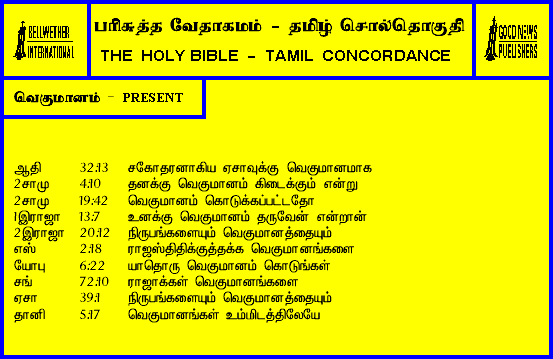 BELLWETHER
INTERNATIONAL
பரிசுத்த வேதாகமம் - தமிழ் சொல்தொகுதி
THE HOLY BIBLE - TAMIL CONCORDANCE
GOOD NEWS
PUBLISHERS
வெகுமானம் - PRESENT
ஆதி 32:13 சகோதரனாகிய ஏசாவுக்கு வெகுமானமாக
2சாமு 4:10 தனக்கு வெகுமானம் கிடைக்கும் என்று
2சாமு 19:42 வெகுமானம் கொடுக்கப்பட்டதோ
1இராஜா 13:7 உனக்கு வெகுமானம் தருவேன் என்றான்
2இராஜா 20:12 நிருபங்களையும் வெகுமானத்தையும்
எஸ் 2:18 ராஜஸ்திதிக்குத்தக்க வெகுமானங்களை
யோபு 6:22 யாதொரு வெகுமானம் கொடுங்கள்
சங் 72:10 ராஜாக்கள் வெகுமானங்களை
ஏசா 39:1 நிருபங்களையும் வெகுமானத்தையும்
தானி 5:17 வெகுமானங்கள் உம்மிடத்திலேயே